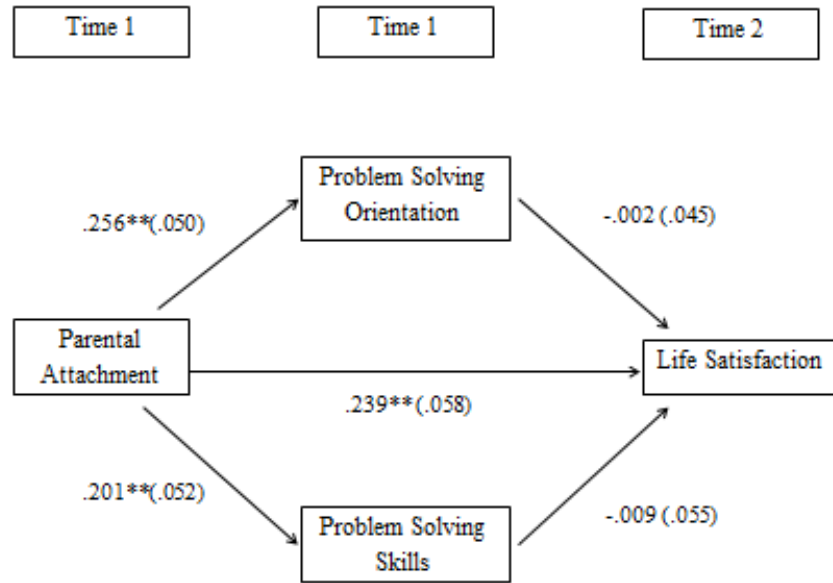 Time 1
Time 1
Time 2
Problem Solving
Orientation
.256**(.050)
-.002 (.045)
Parental
Attachment
Life Satisfaction
.239** (.058)
.201**(.052)
-.009 (.055)
Problem Solving
Skills